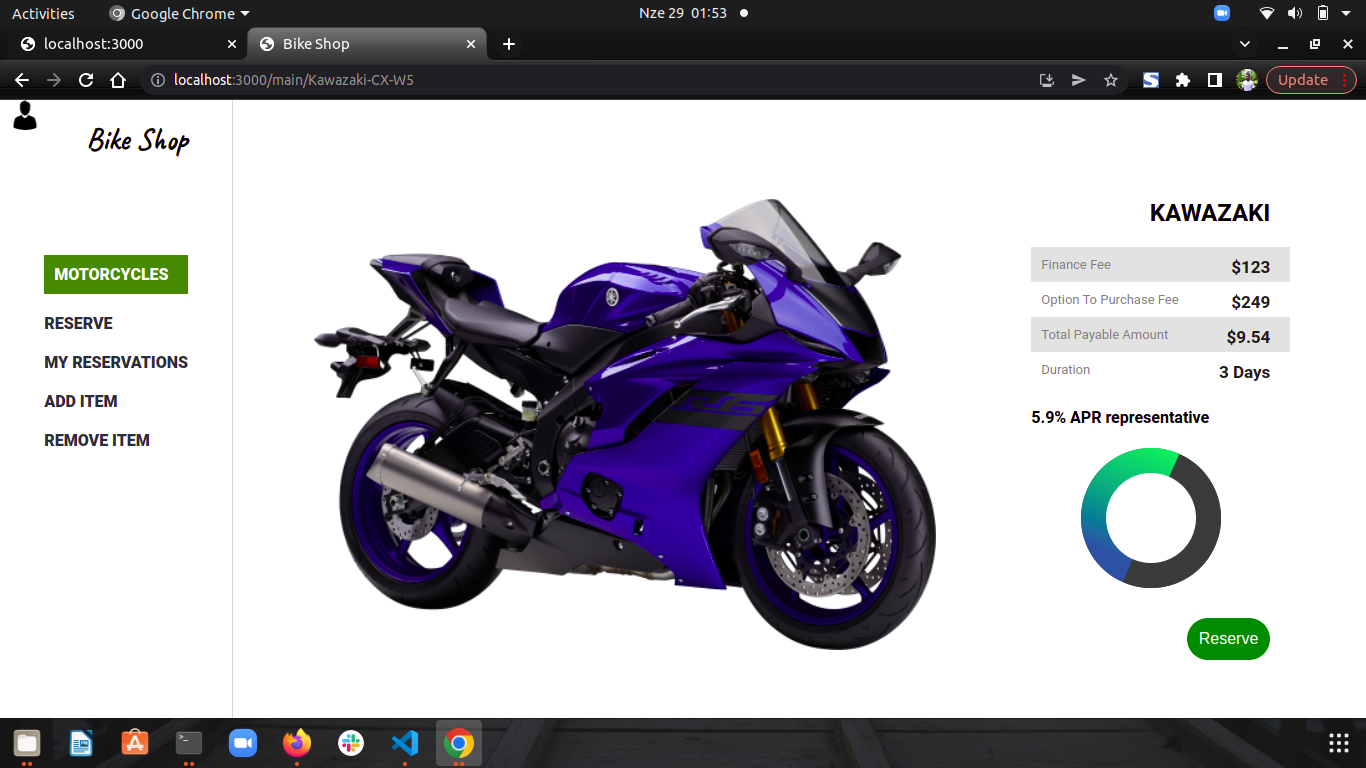 Activities
Google Chrome
Nze 29 01:53
localhost:3000
Bike Shop
localhost:3000/main/Kawazaki-CX-W5
Update
Bike Shop
MOTORCYCLES
RESERVE
MY RESERVATIONS
ADD ITEM
REMOVE ITEM
KAWAZAKI
Finance Fee $123
Option To Purchase Fee $249
Total Payable Amount $9.54
Duration 3 Days
5.9% APR representative
Reserve